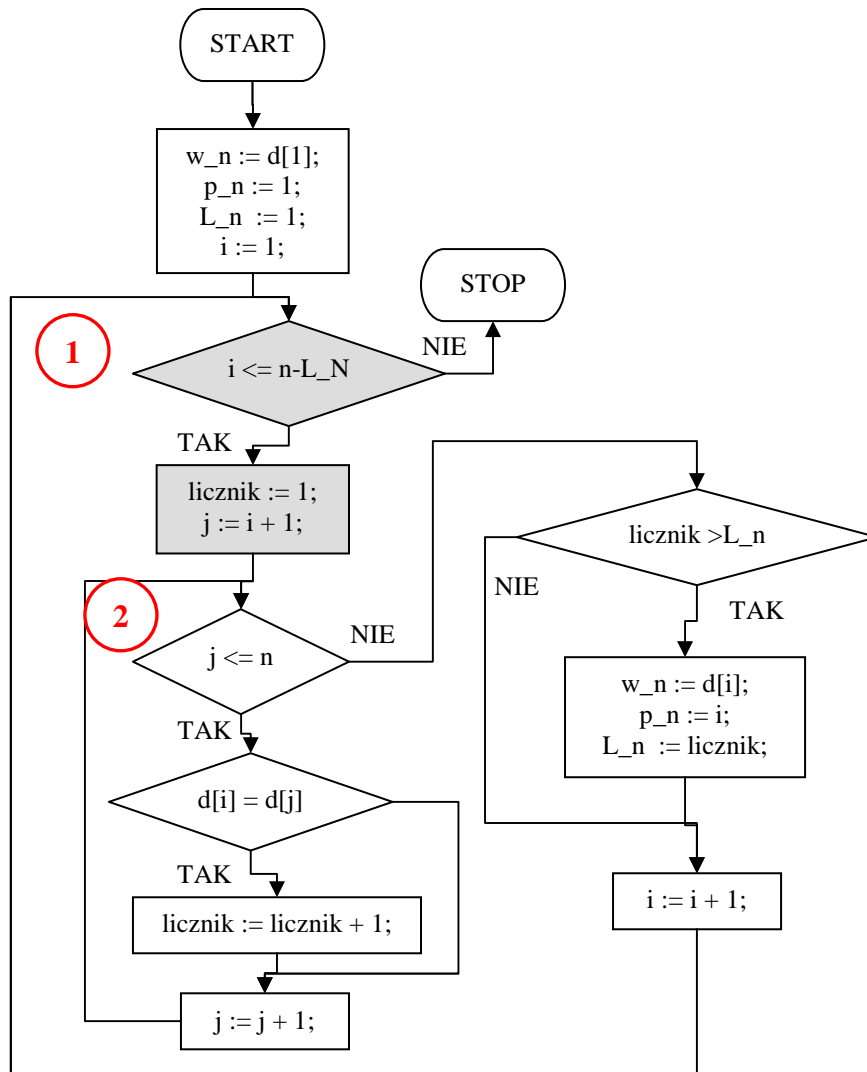 START
w_n := d[1];
p_n := 1;
L_n := 1;
i := 1;
STOP
1
i <= n-L_N
NIE
TAK
licznik := 1;
j := i + 1;
licznik >L_n
NIE
TAK
2
j <= n
NIE
TAK
w_n := d[i];
p_n := i;
L_n := licznik;
d[i] = d[j]
TAK
licznik := licznik + 1;
i := i + 1;
j := j + 1;